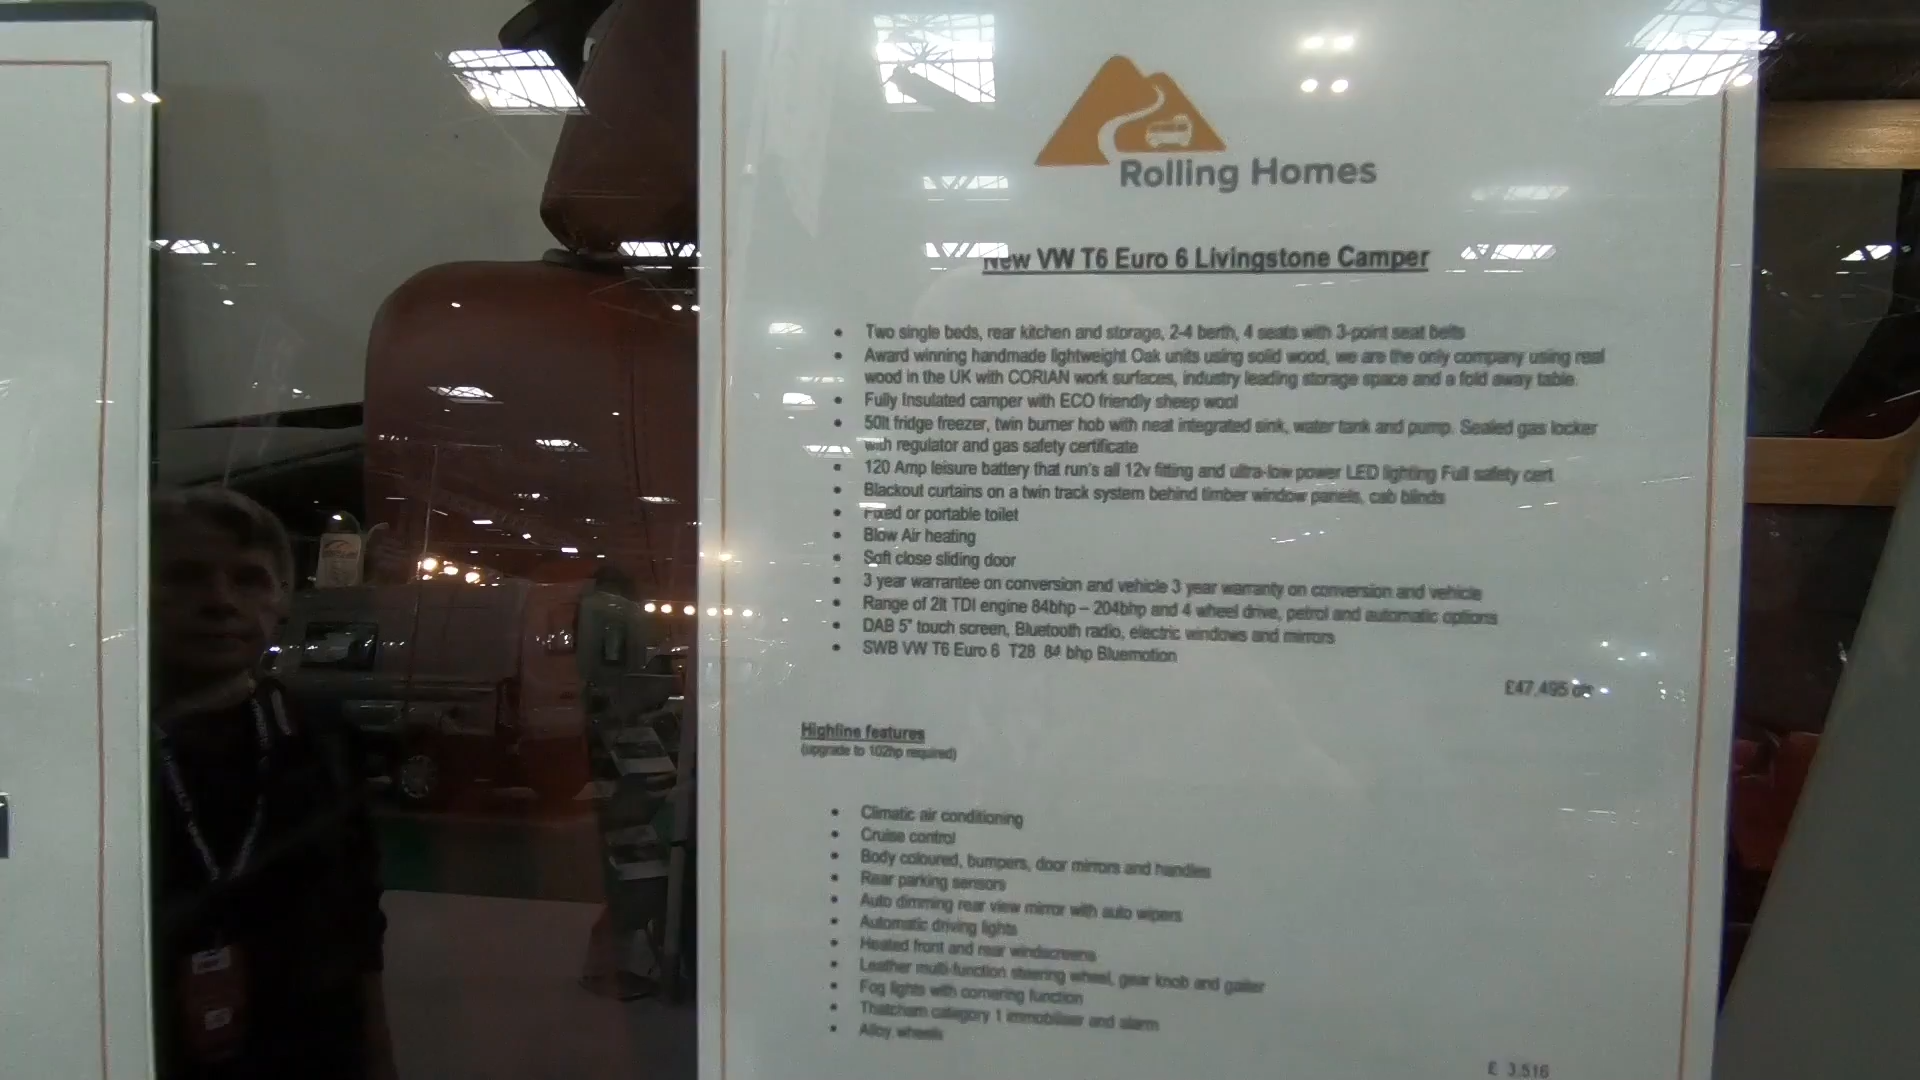 Rolling Homes
New VW T6 Euro 6 Livingstone Camper
• Two single beds, rear kitchen and storage, 2-4 berth, 4 seats with 3-point seat belts
• Award winning handmade lightweight Oak units using solid wood, we are the only company using real
wood in the UK with CORIAN work surfaces, industry leading storage space and a fold away table.
• Fully Insulated camper with ECO friendly sheep wool
• 50lt fridge freezer, twin burner hob with neat integrated sink, water tank and pump. Sealed gas locker
with regulator and gas safety certificate
• 120 Amp leisure battery that run's all 12v fitting and ultra-low power LED lighting Full safety cert
• Blackout curtains on a twin track system behind timber window panels, cab blinds
• Fixed or portable toilet
• Blow Air heating
• Soft close sliding door
• 3 year warrantee on conversion and vehicle 3 year warranty on conversion and vehicle
• Range of 2lt TDI engine 84bhp – 204bhp and 4 wheel drive, petrol and automatic options
• DAB 5" touch screen, Bluetooth radio, electric windows and mirrors
• SWB VW T6 Euro 6 T28 84 bhp Bluemotion
£47,495
Highline features
(upgrade to 102hp required)
• Climatic air conditioning
• Cruise control
• Body coloured, bumpers, door mirrors and handles
• Rear parking sensors
• Auto dimming rear view mirror with auto wipers
• Automatic driving lights
• Heated front and rear windscreens
• Leather multi-function steering wheel, gear knob and gaiter
• Fog lights with cornering function
• Thatcham category 1 immobiliser and alarm
• Alloy wheels
£ 3,516